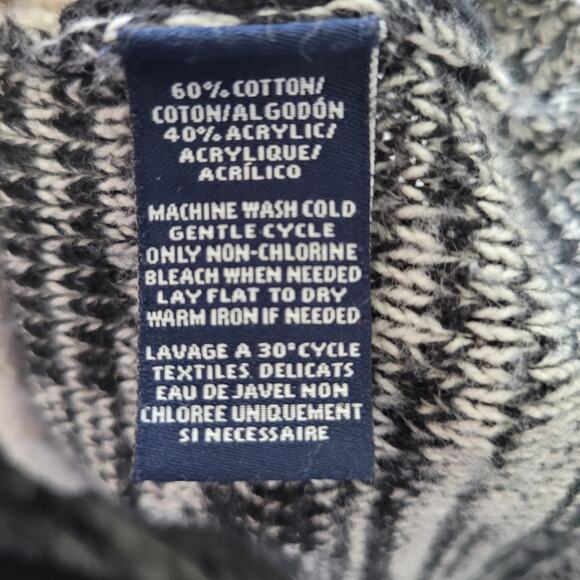 60% COTTON/
COTON/ALGODÓN
40% ACRYLIC/
ACRYLIQUE/
ACRÍLICO
MACHINE WASH COLD
GENTLE CYCLE
ONLY NON-CHLORINE
BLEACH WHEN NEEDED
LAY FLAT TO DRY
WARM IRON IF NEEDED
LAVAGE A 30° CYCLE
TEXTILES DELICATS
EAU DE JAVEL NON
CHLOREE UNIQUEMENT
SI NECESSAIRE